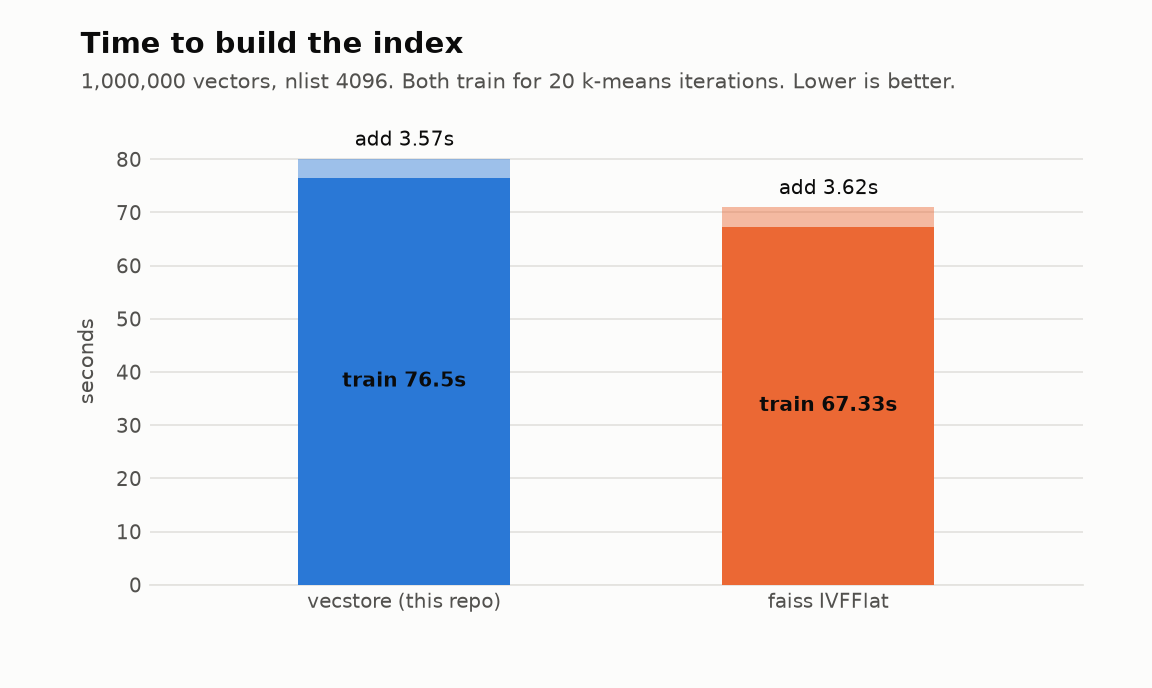 Time to build the index
1,000,000 vectors, nlist 4096. Both train for 20 k-means iterations. Lower is better.
add 3.57s
80
add 3.62s
70
60
50
seconds
40
train 76.5s
train 67.33s
30
20
10
0
vecstore (this repo)
faiss IVFFlat